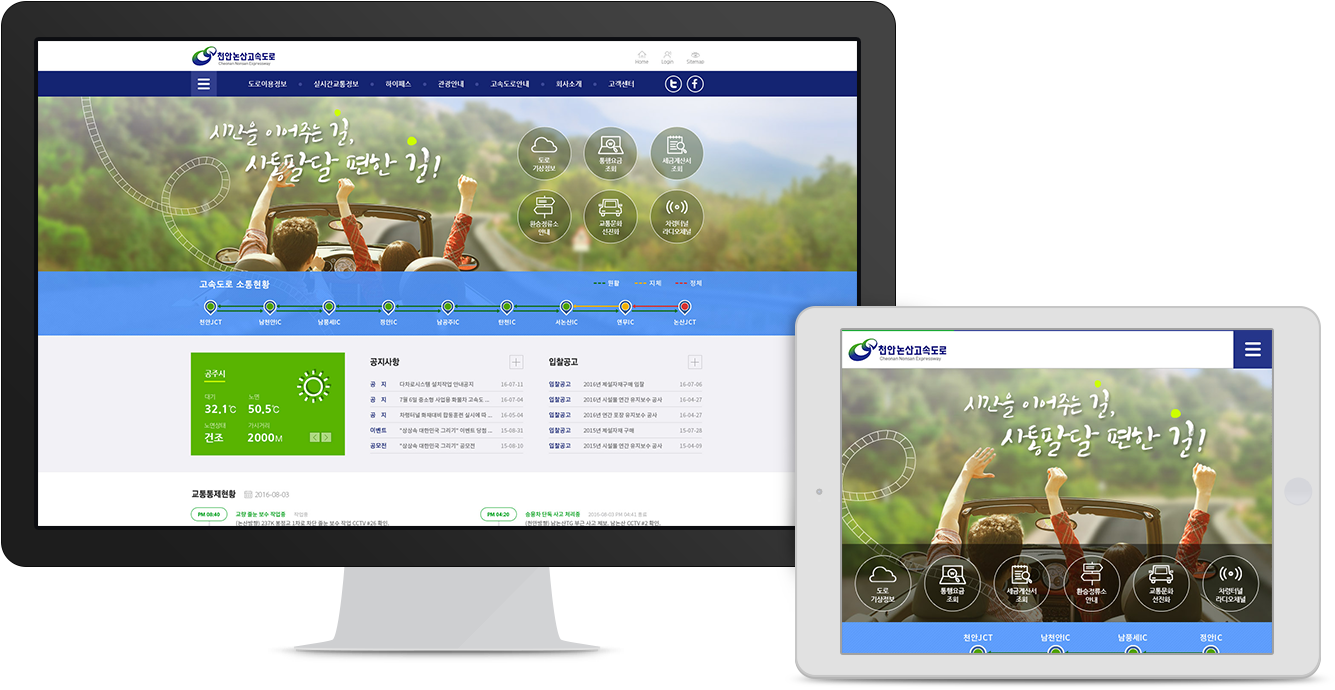 천안논산고속도로
Cheonan Nonsan Expressway
Home Login Sitemap
도로이용정보 실시간교통정보 하이패스 관광안내 고속도로안내 회사소개 고객센터
시간을 이어주는 길,
사통팔달 편한 길!
도로 기상정보
통행요금 조회
세금계산서 조회
환승정류소 안내
교통문화 선진화
차령터널 라디오채널
고속도로 소통현황
원활 지체 정체
천안JCT 남천안IC 남풍세IC 정안IC 남공주IC 탄천IC 서논산IC 연무IC 논산JCT
공주시
대기 노면
32.1℃ 50.5℃
노면상태 가시거리
건조 2000M
공지사항
공 지 다차로시스템 설치작업 안내공지 16-07-11
공 지 7월 6일 중소형 사업용 화물차 고속도 ... 16-07-04
공 지 차령터널 화재대비 합동훈련 실시에 따 ... 16-05-04
이벤트 "상상속 대한민국 그리기" 이벤트 당첨 ... 15-08-31
공모전 "상상속 대한민국 그리기" 공모전 15-08-10
입찰공고
입찰공고 2016년 제설자재구매 입찰 16-07-06
입찰공고 2016년 시설물 연간 유지보수 공사 16-04-27
입찰공고 2016년 연간 포장 유지보수 공사 16-04-27
입찰공고 2015년 제설자재 구매 15-07-28
입찰공고 2015년 시설물 연간 유지보수 공사 15-04-09
교통통제현황 2016-08-03
PM 08:40 교량 줄눈 보수 작업중 작업중
(논산방향) 237K 봉정교 1차로 차단 줄눈 보수 작업 CCTV #26 확인,
PM 04:20 승용차 단독 사고 처리중 2016-08-03 PM 04:41 종료
(천안방향) 남논산TG 부근 사고 제보, 남논산 CCTV #2 확인,
천안논산고속도로
Cheonan Nonsan Expressway
시간을 이어주는 길,
사통팔달 편한 길!
도로 기상정보
통행요금 조회
세금계산서 조회
환승정류소 안내
교통문화 선진화
차령터널 라디오채널
천안JCT 남천안IC 남풍세IC 정안IC